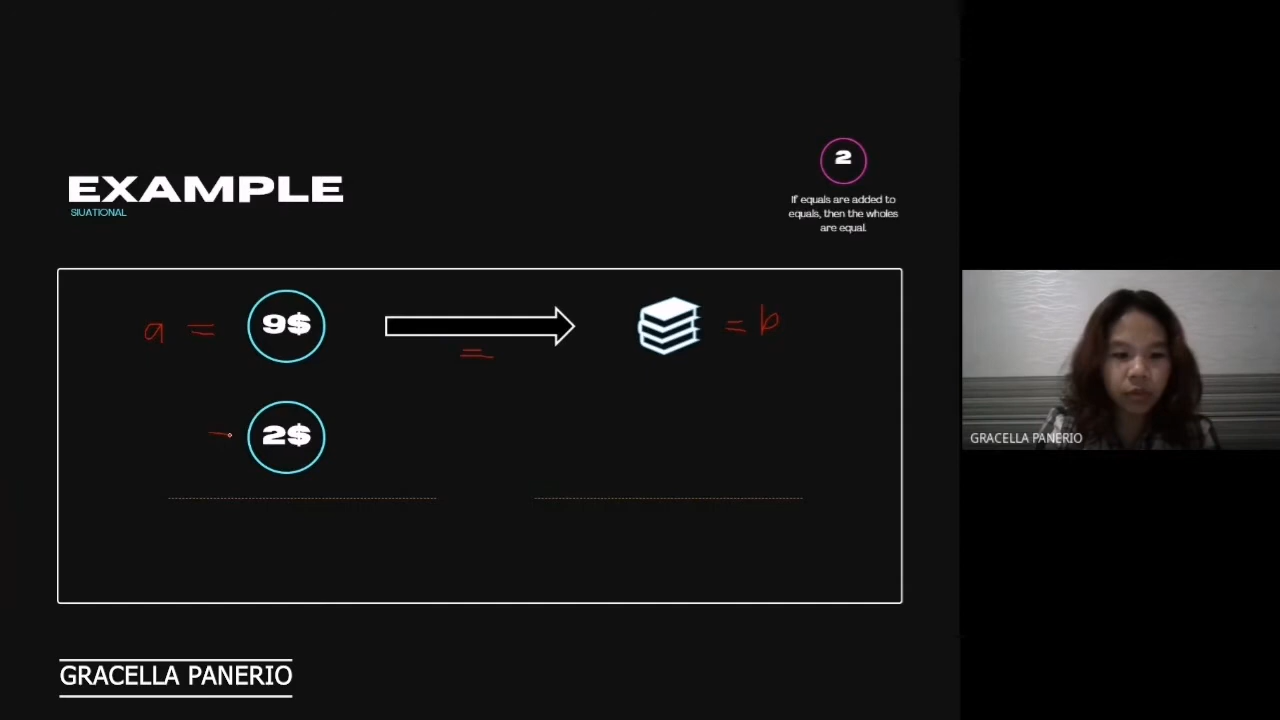 EXAMPLE
SIUATIONAL
2
If equals are added to
equals, then the wholes
are equal.
a = 9$ = = b
2$
GRACELLA PANERIO
GRACELLA PANERIO